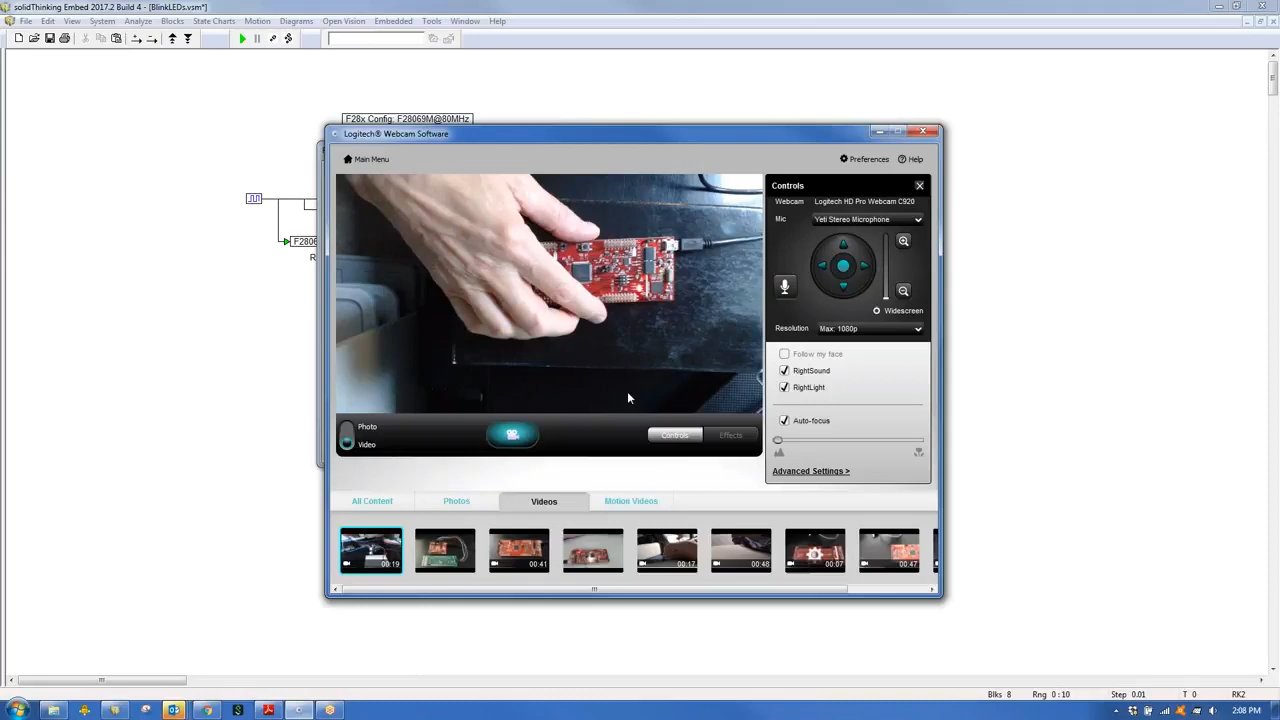 solidThinking Embed 2017.2 Build 4 - [BlinkLEDs.vsm*]
File Edit View System Analyze Blocks State Charts Motion Diagrams Open Vision Embedded Tools Window Help
F28x Config: F28069M@80MHz
Logitech® Webcam Software
Main Menu
Preferences
Help
Controls
Webcam Logitech HD Pro Webcam C920
Mic Yeti Stereo Microphone
Widescreen
Resolution Max: 1080p
Follow my face
RightSound
RightLight
Auto-focus
Advanced Settings >
F2806
R
Photo
Video
Controls
Effects
All Content
Photos
Videos
Motion Videos
00:19
00:41
00:17
00:48
00:07
00:47
Blks 8 Rng 0:10 Step 0.01 T 0 RK2
2:08 PM